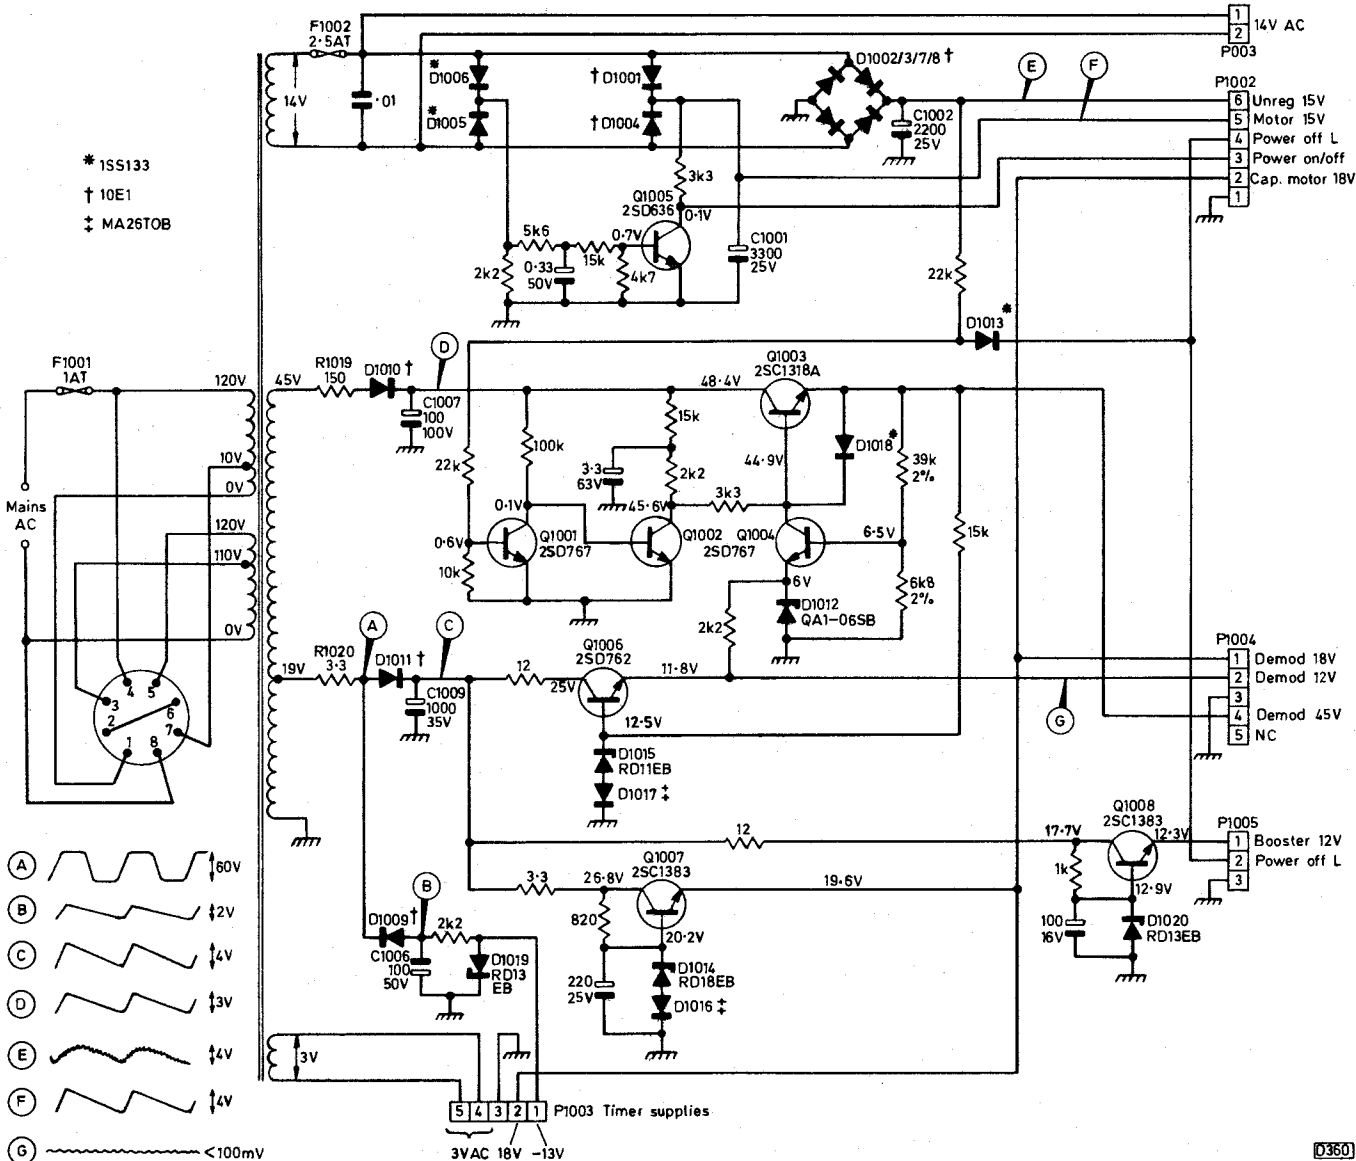 F1002
2·5AT
14V
·01
* D1006
* D1005
† D1001
† D1004
D1002/3/7/8 †
C1002
2200
25V
E
F
1
2
14V AC
P003
P1002
6 Unreg 15V
5 Motor 15V
4 Power off L
3 Power on/off
2 Cap. motor 18V
1
* 1SS133
† 10E1
‡ MA26TOB
3k3
Q1005
2SD636
0·1V
0·7V
5k6
15k
2k2
0·33
50V
4k7
C1001
3300
25V
22k
D1013 *
F1001
1AT
120V
10V
0V
Mains
AC
120V
110V
0V
45V
R1019
150
D1010 †
D
C1007
100
100V
22k
100k
15k
3·3
63V
2k2
48·4V
Q1003
2SC1318A
44·9V
D1018 *
39k
2%
15k
3k3
0·1V
45·6V
0·6V
Q1001
2SD767
Q1002
2SD767
Q1004
6·5V
10k
6V
D1012
QA1-06SB
6k8
2%
2k2
1
2
3
4
5
6
7
8
19V
R1020
3·3
A
D1011 †
C
C1009
1000
35V
12
25V
Q1006
2SD762
11·8V
12·5V
D1015
RD11EB
D1017 ‡
G
P1004
1 Demod 18V
2 Demod 12V
3
4 Demod 45V
5 NC
12
17·7V
Q1008
2SC1383
12·3V
1k
12·9V
100
16V
D1020
RD13EB
P1005
1 Booster 12V
2 Power off L
3
3·3
26·8V
Q1007
2SC1383
19·6V
820
20·2V
220
25V
D1014
RD18EB
D1016 ‡
B
D1009 †
C1006
100
50V
2k2
D1019
RD13
EB
3V
5 4 3 2 1 P1003 Timer supplies
3VAC 18V -13V
A 60V
B 2V
C 4V
D 3V
E 4V
F 4V
G <100mV
D360